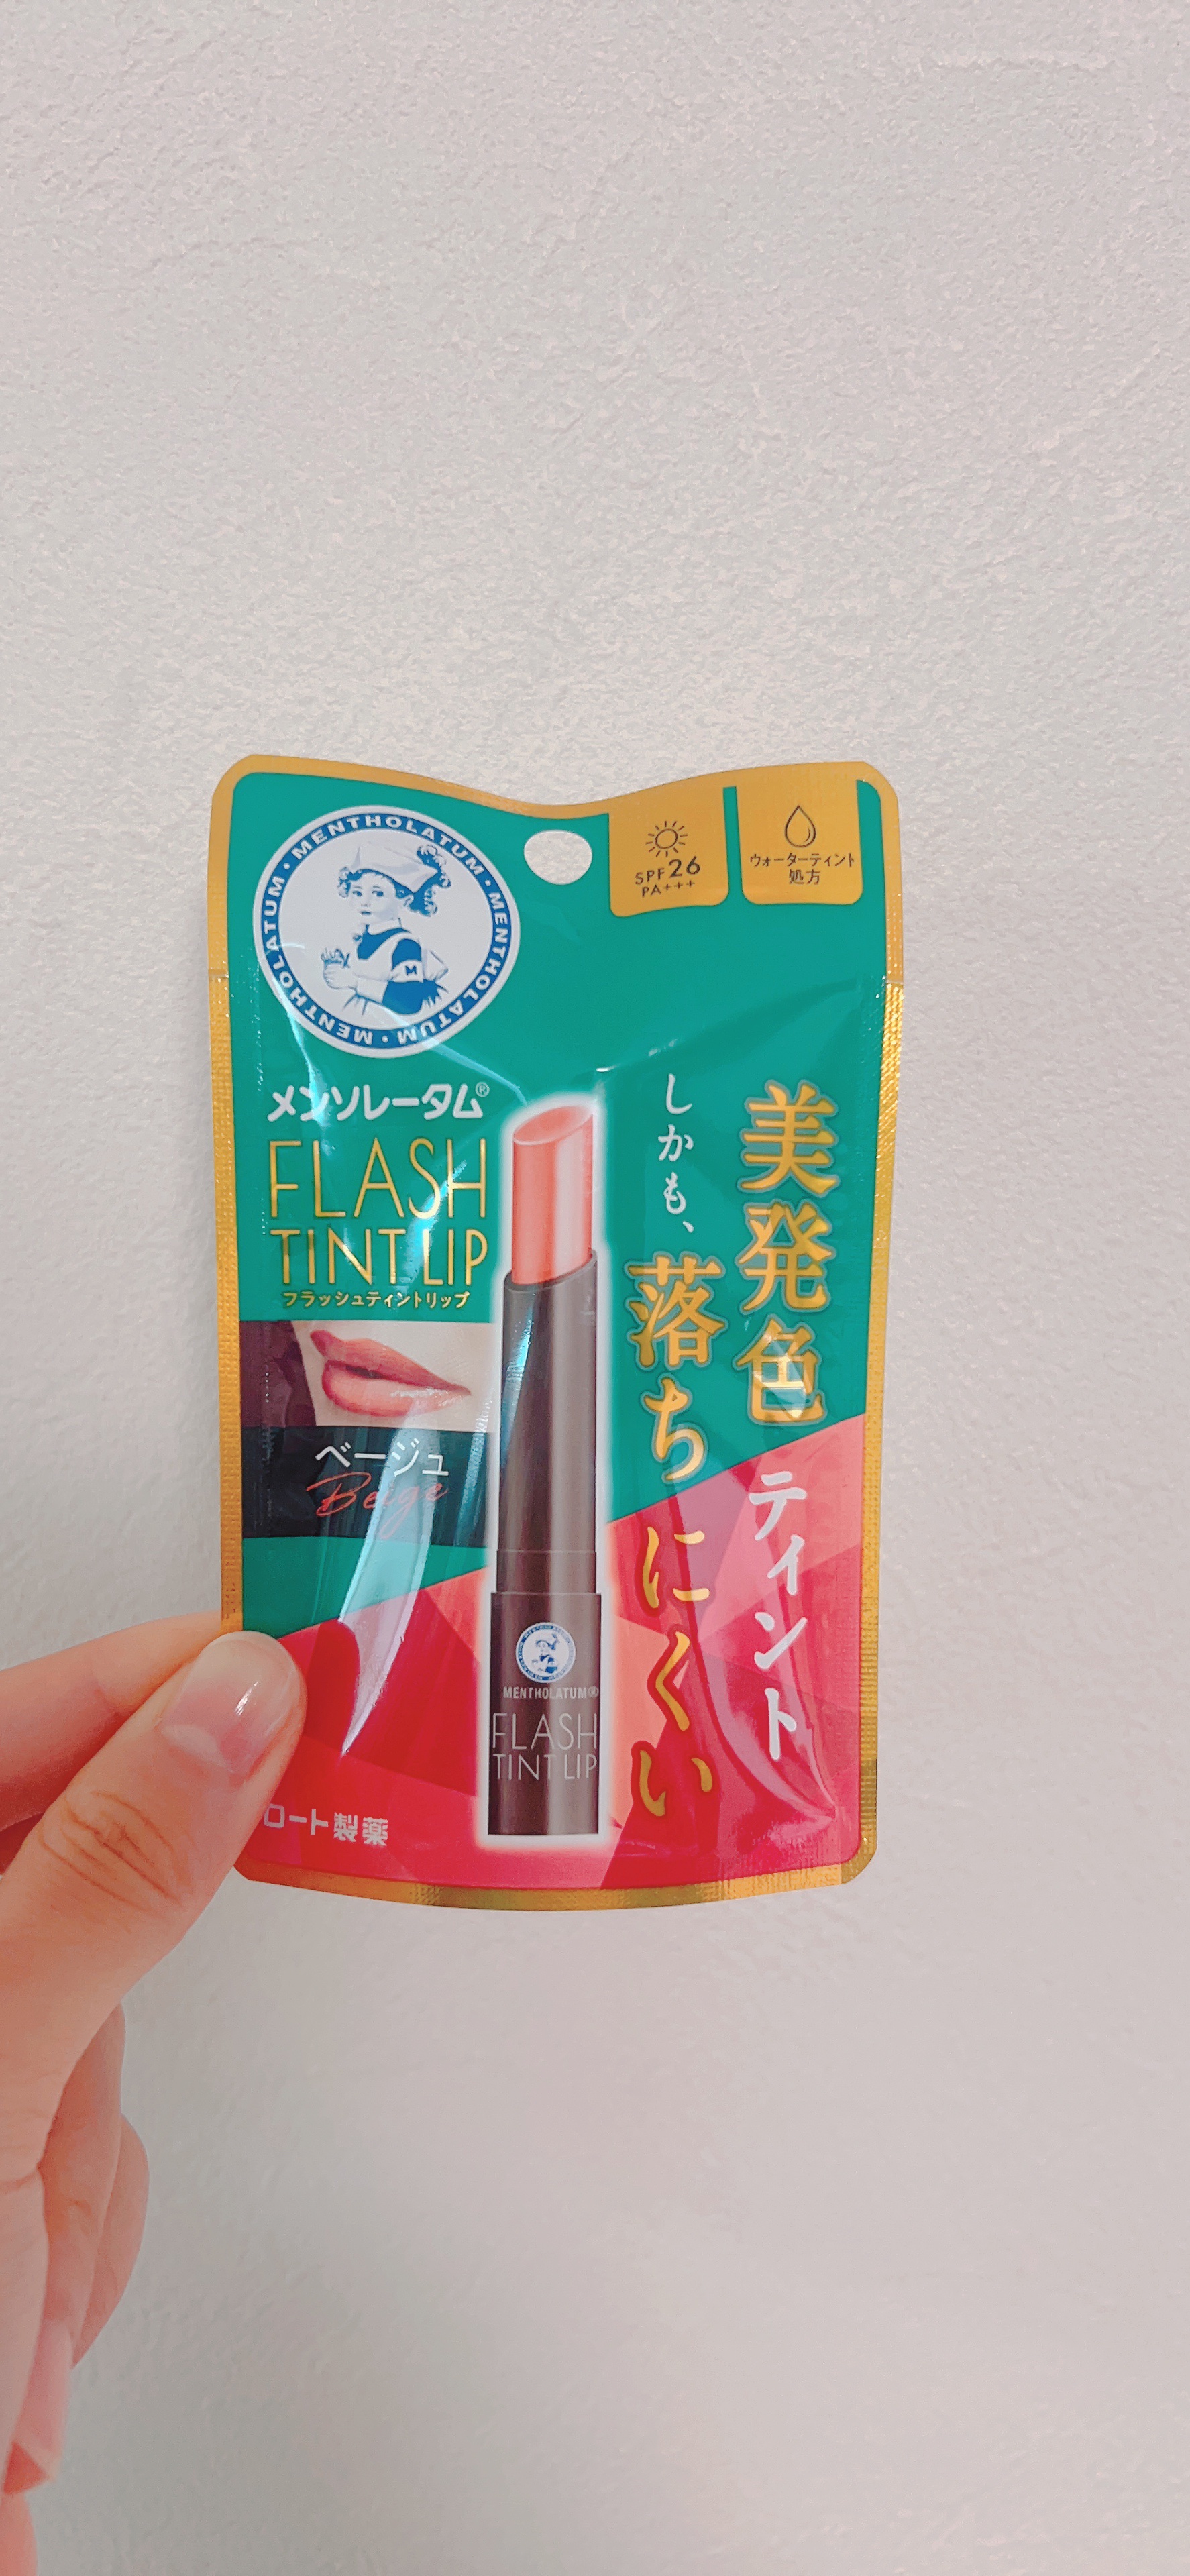 MENTHOLATUM・MENTHOLATUM・MENTHOLATUM・
M
SPF26
PA+++
ウォーターティント
処方
メンソレータム®
FLASH
TINT LIP
フラッシュティントリップ
ベージュ
Beige
美発色ティント
しかも、落ちにくい
MENTHOLATUM®
FLASH
TINT LIP
ロート製薬